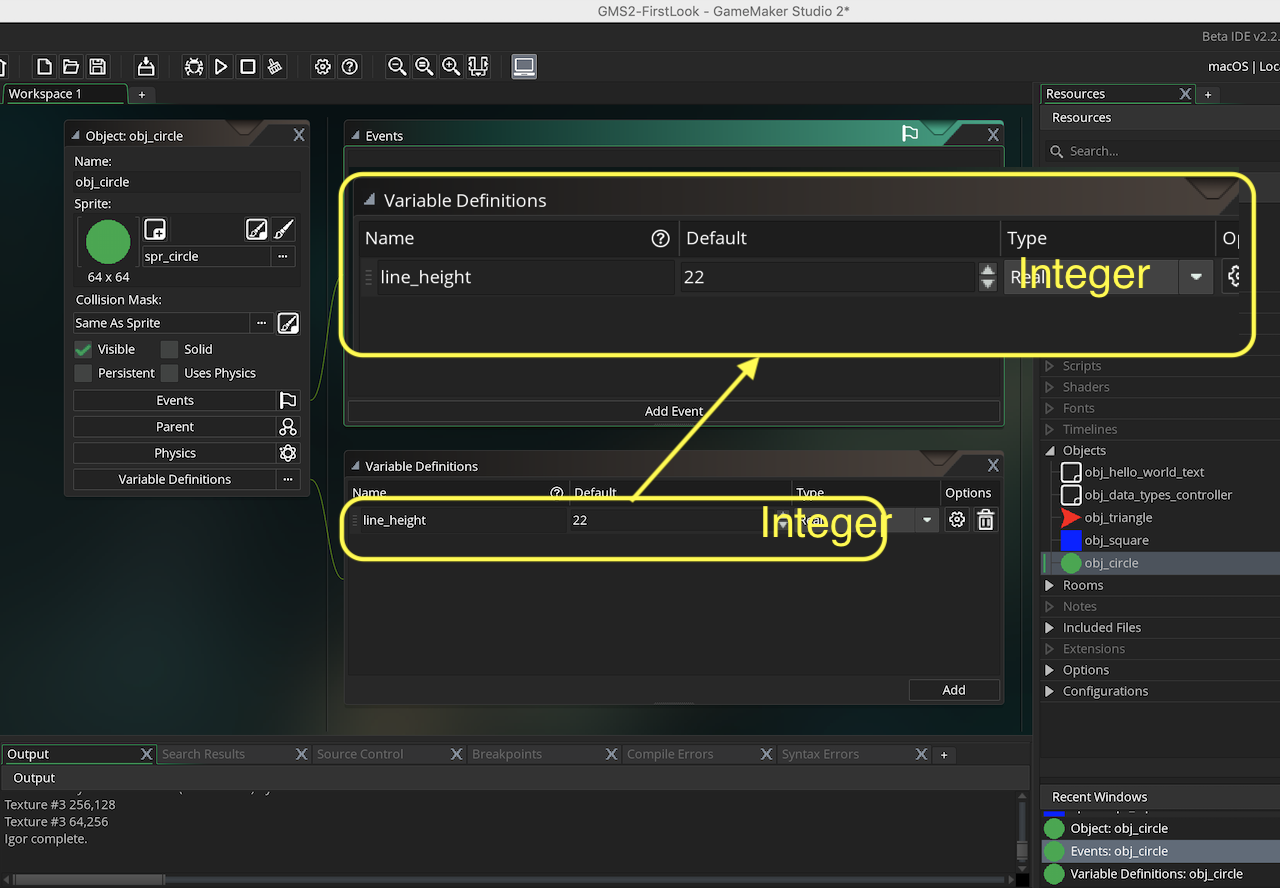 GMS2-FirstLook - GameMaker Studio 2*
Beta IDE v2.2.
macOS | Loc
Workspace 1
+
Object: obj_circle
Name:
obj_circle
Sprite:
spr_circle
64 x 64
Collision Mask:
Same As Sprite
Visible
Solid
Persistent
Uses Physics
Events
Parent
Physics
Variable Definitions
Events
Variable Definitions
Name
Default
Type
line_height
22
Integer
Add Event
Variable Definitions
Name
Default
Type
Options
line_height
22
Integer
Add
Resources
+
Resources
Search...
Scripts
Shaders
Fonts
Timelines
Objects
obj_hello_world_text
obj_data_types_controller
obj_triangle
obj_square
obj_circle
Rooms
Notes
Included Files
Extensions
Options
Configurations
Output
Search Results
Source Control
Breakpoints
Compile Errors
Syntax Errors
+
Output
Texture #3 256,128
Texture #3 64,256
Igor complete.
Recent Windows
Object: obj_circle
Events: obj_circle
Variable Definitions: obj_circle